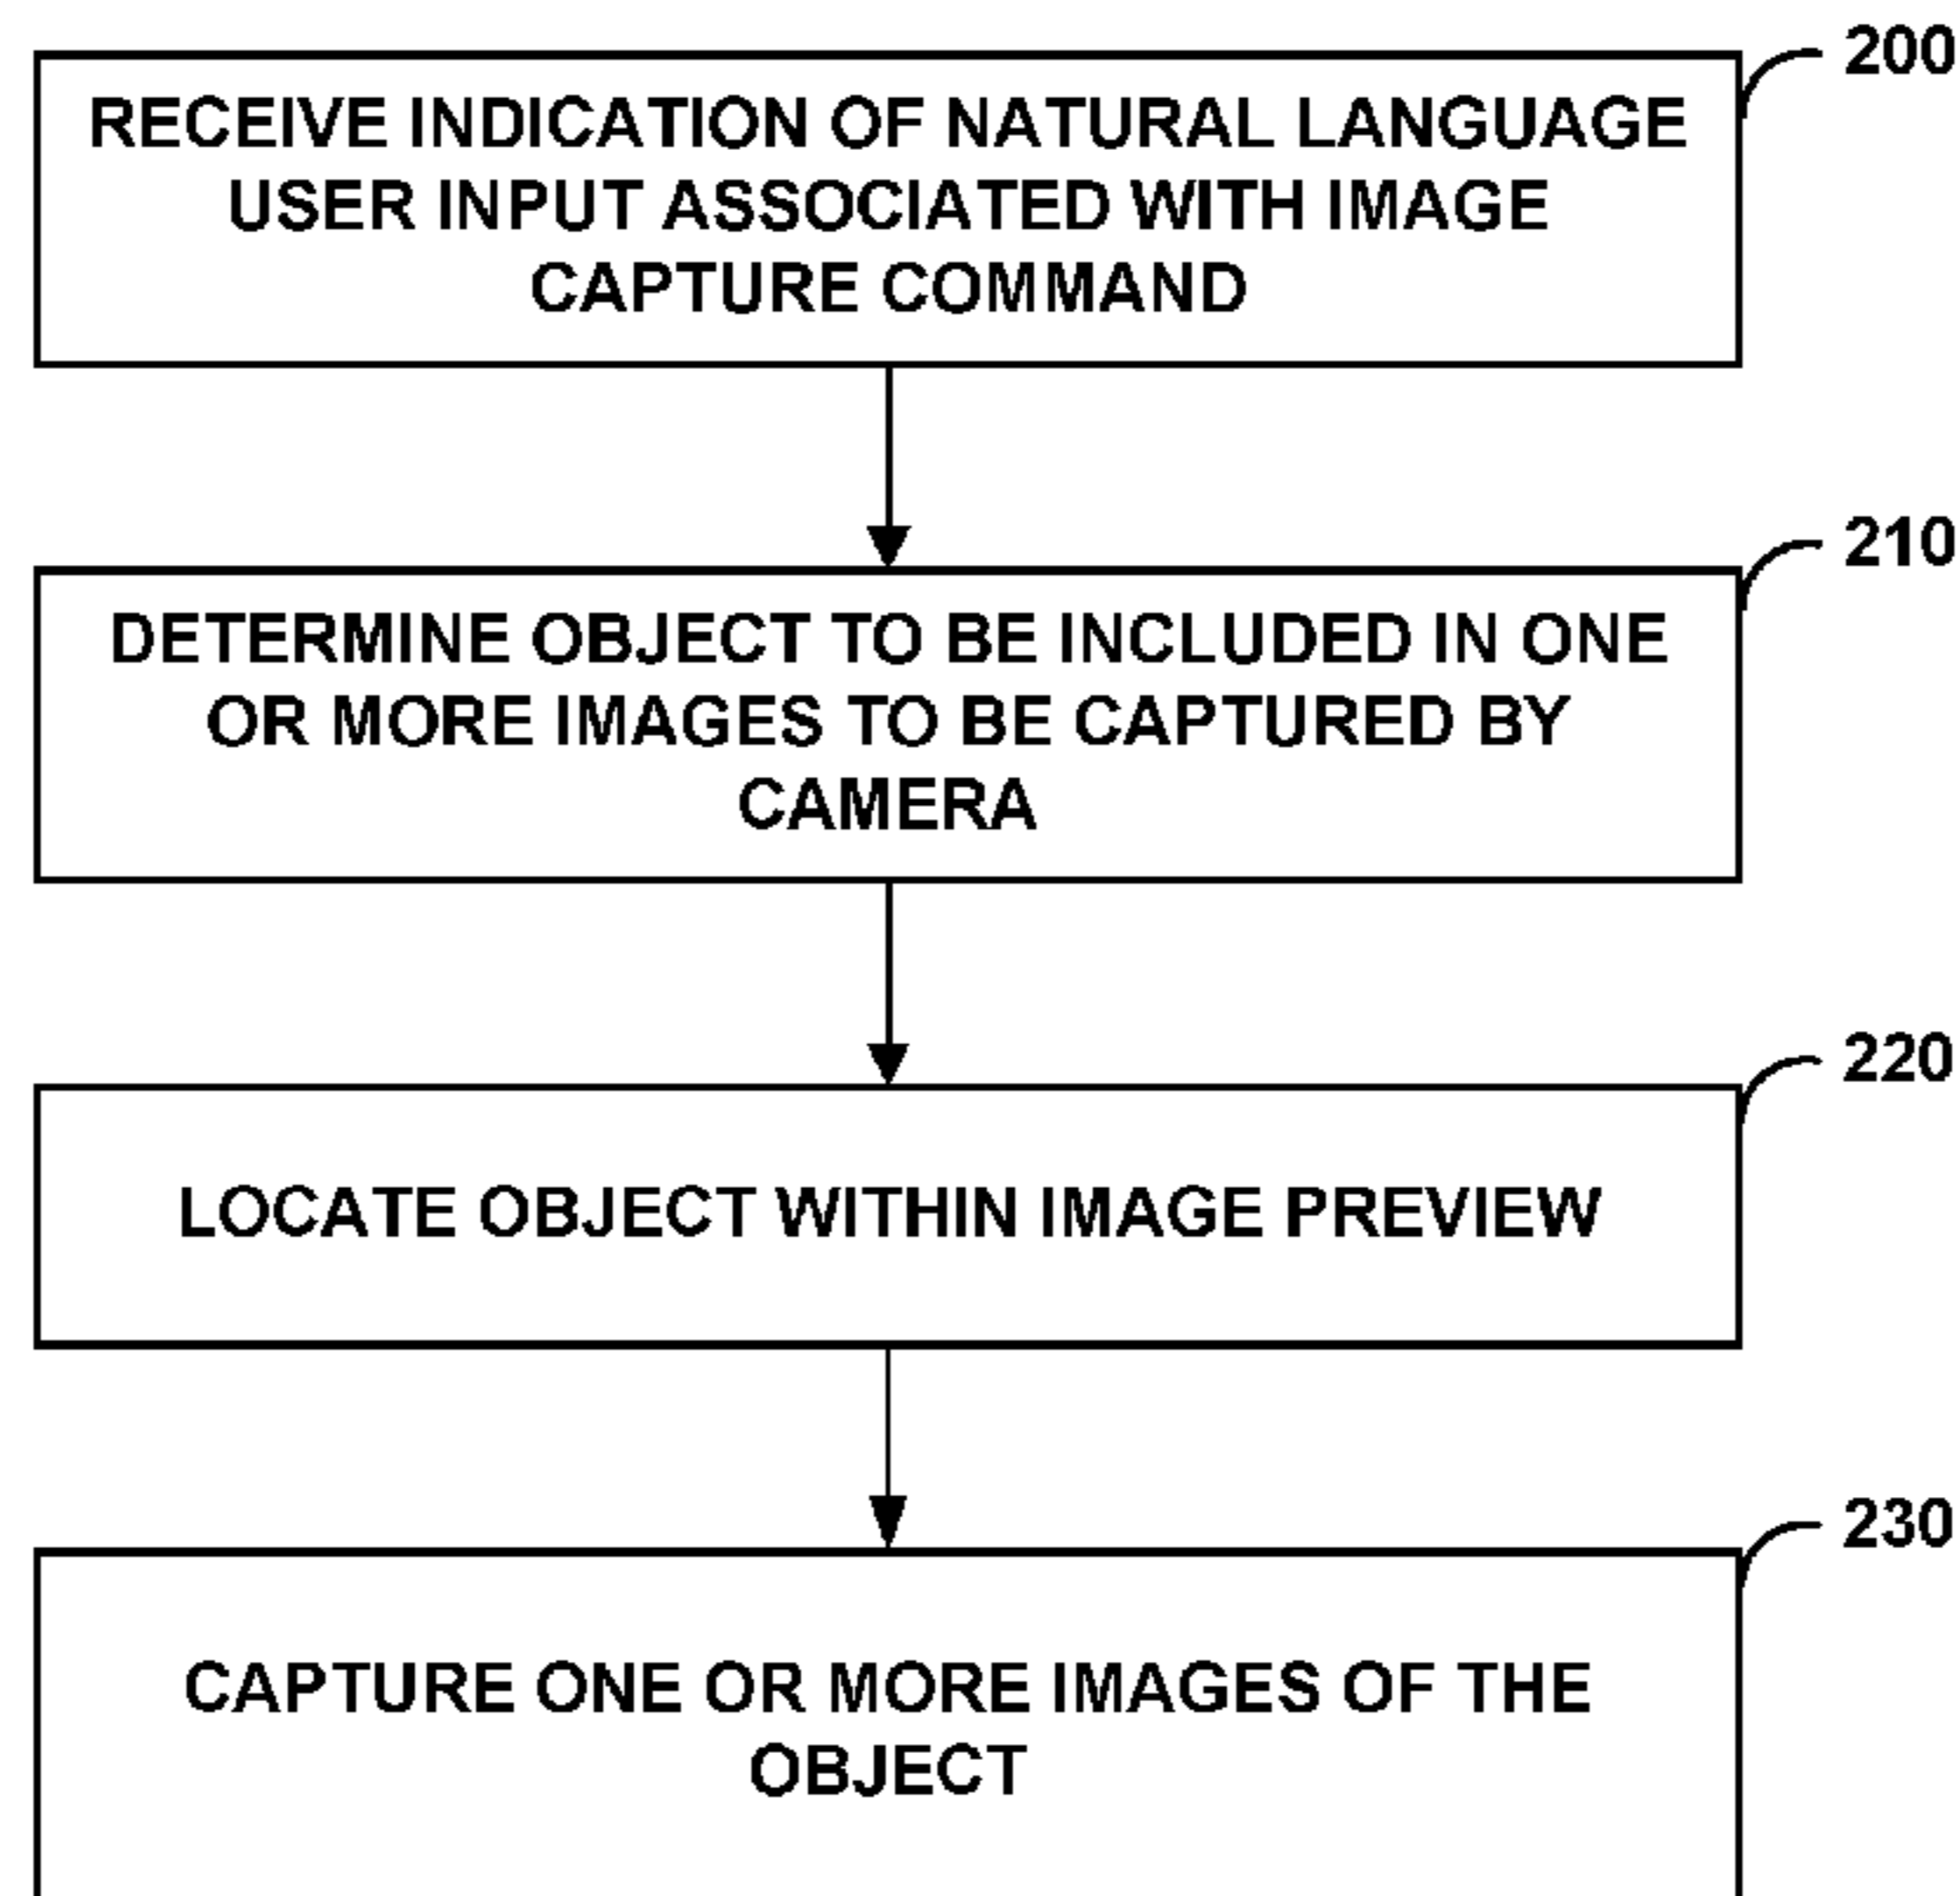 200
RECEIVE INDICATION OF NATURAL LANGUAGE
USER INPUT ASSOCIATED WITH IMAGE
CAPTURE COMMAND
210
DETERMINE OBJECT TO BE INCLUDED IN ONE
OR MORE IMAGES TO BE CAPTURED BY
CAMERA
220
LOCATE OBJECT WITHIN IMAGE PREVIEW
230
CAPTURE ONE OR MORE IMAGES OF THE
OBJECT